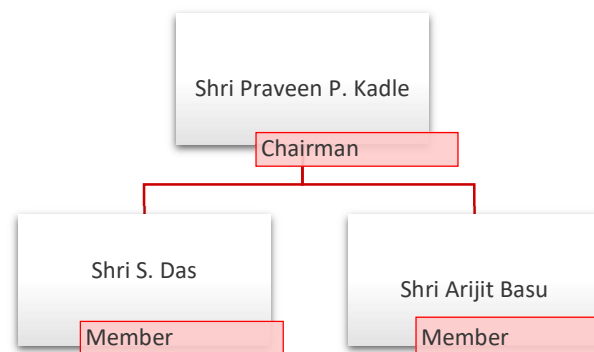 Shri Praveen P. Kadle
Chairman
Shri S. Das
Member
Shri Arijit Basu
Member